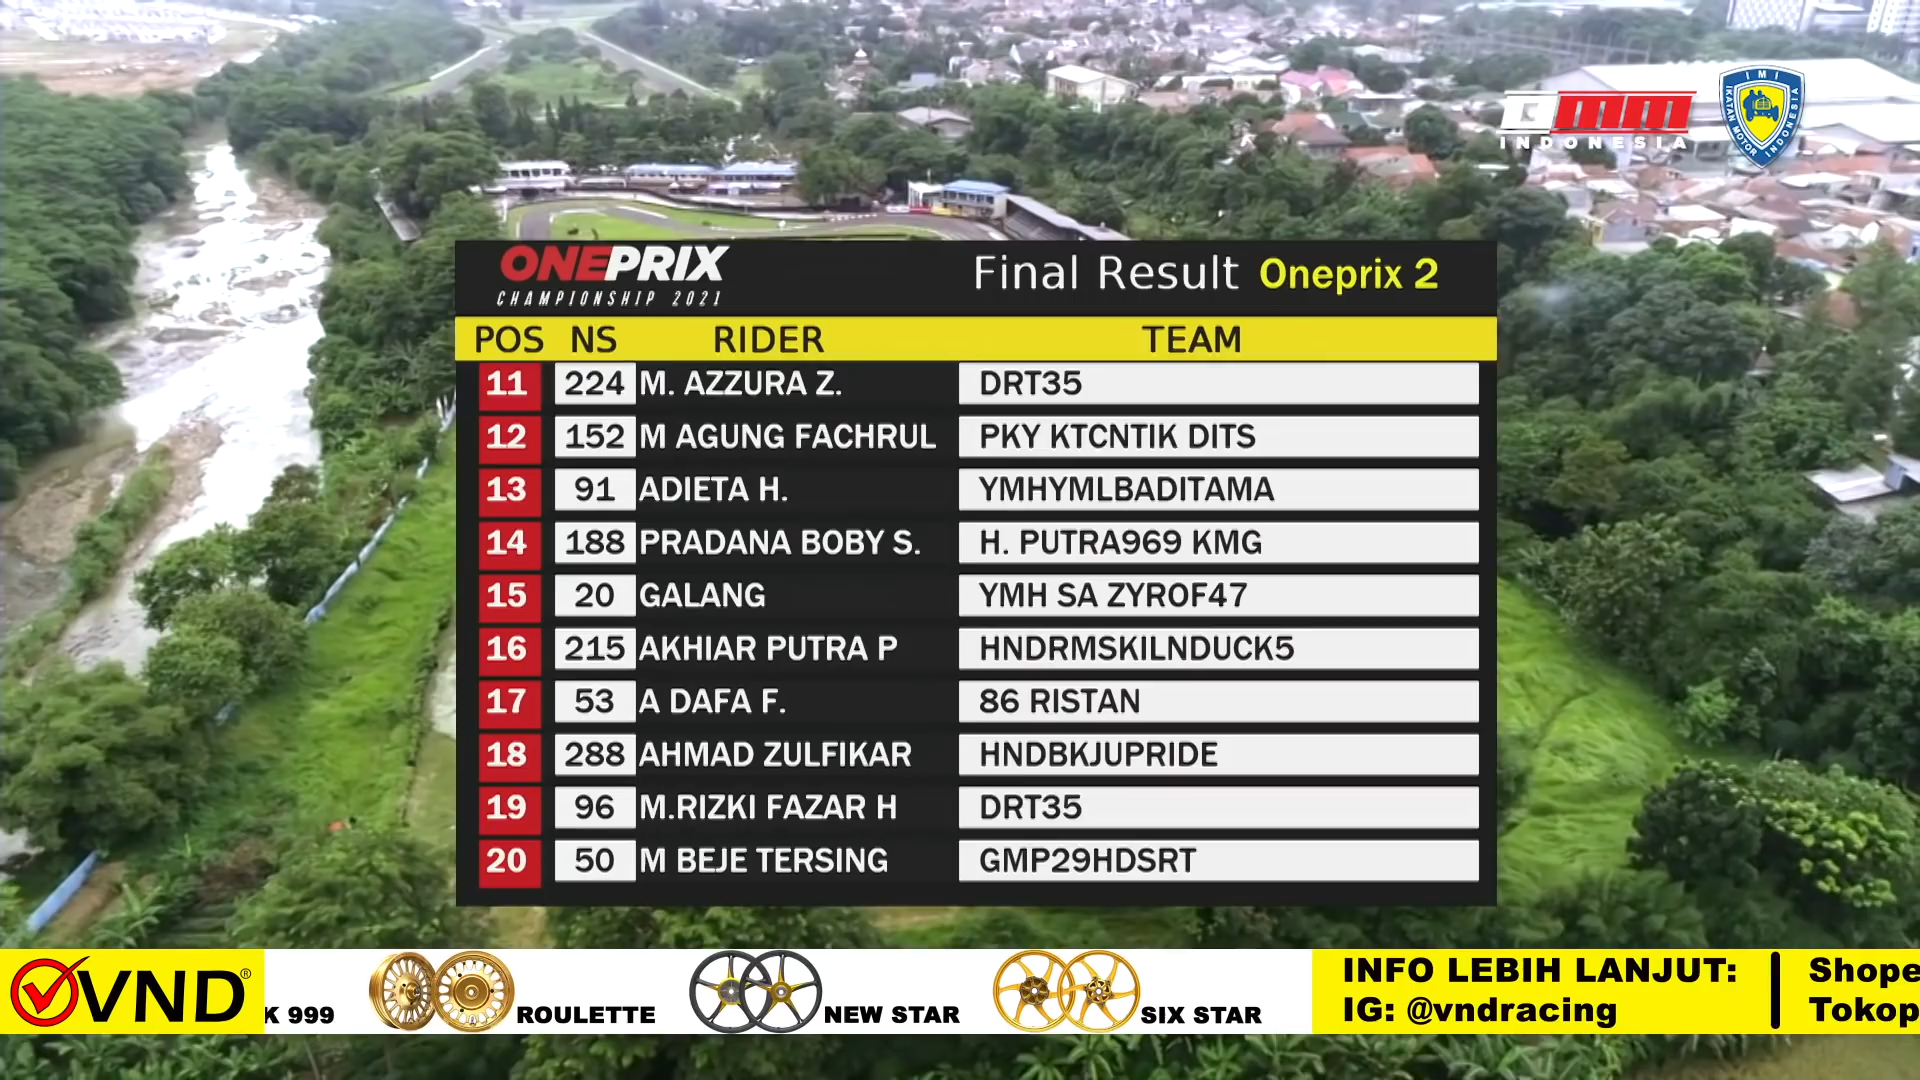 OMM
INDONESIA
IMI
IKATAN MOTOR INDONESIA
ONEPRIX
CHAMPIONSHIP 2021
Final Result Oneprix 2
POS NS RIDER TEAM
11 224 M. AZZURA Z. DRT35
12 152 M AGUNG FACHRUL PKY KTCNTIK DITS
13 91 ADIETA H. YMHYMLBADITAMA
14 188 PRADANA BOBY S. H. PUTRA969 KMG
15 20 GALANG YMH SA ZYROF47
16 215 AKHIAR PUTRA P HNDRMSKILNDUCK5
17 53 A DAFA F. 86 RISTAN
18 288 AHMAD ZULFIKAR HNDBKJUPRIDE
19 96 M.RIZKI FAZAR H DRT35
20 50 M BEJE TERSING GMP29HDSRT
VND®
K 999 ROULETTE NEW STAR SIX STAR
INFO LEBIH LANJUT: | Shope
IG: @vndracing Tokop